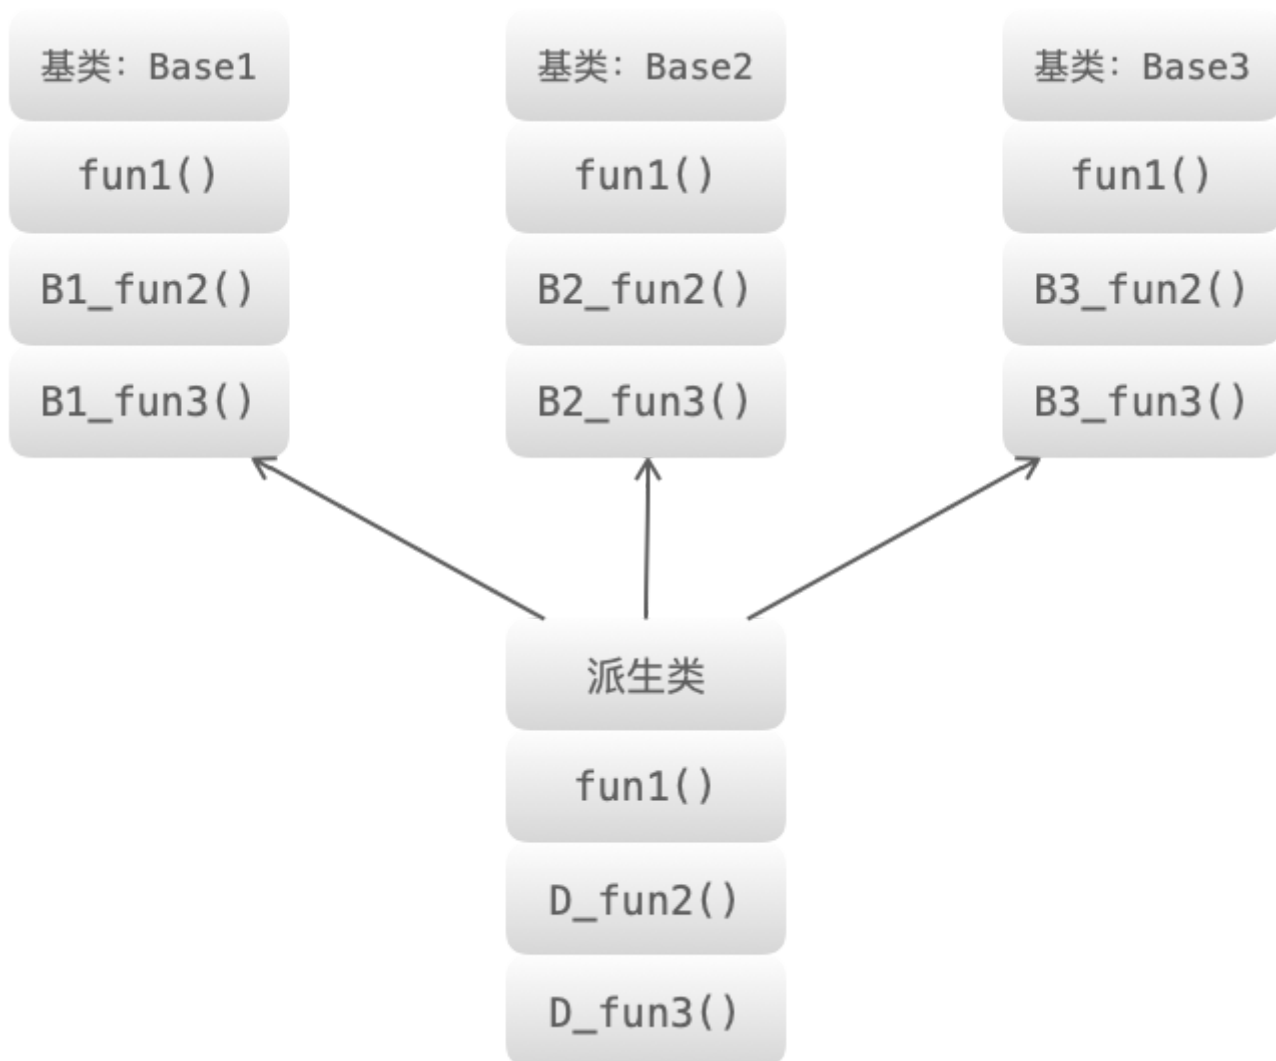 基类：Base1
fun1()
B1_fun2()
B1_fun3()
基类：Base2
fun1()
B2_fun2()
B2_fun3()
基类：Base3
fun1()
B3_fun2()
B3_fun3()
派生类
fun1()
D_fun2()
D_fun3()